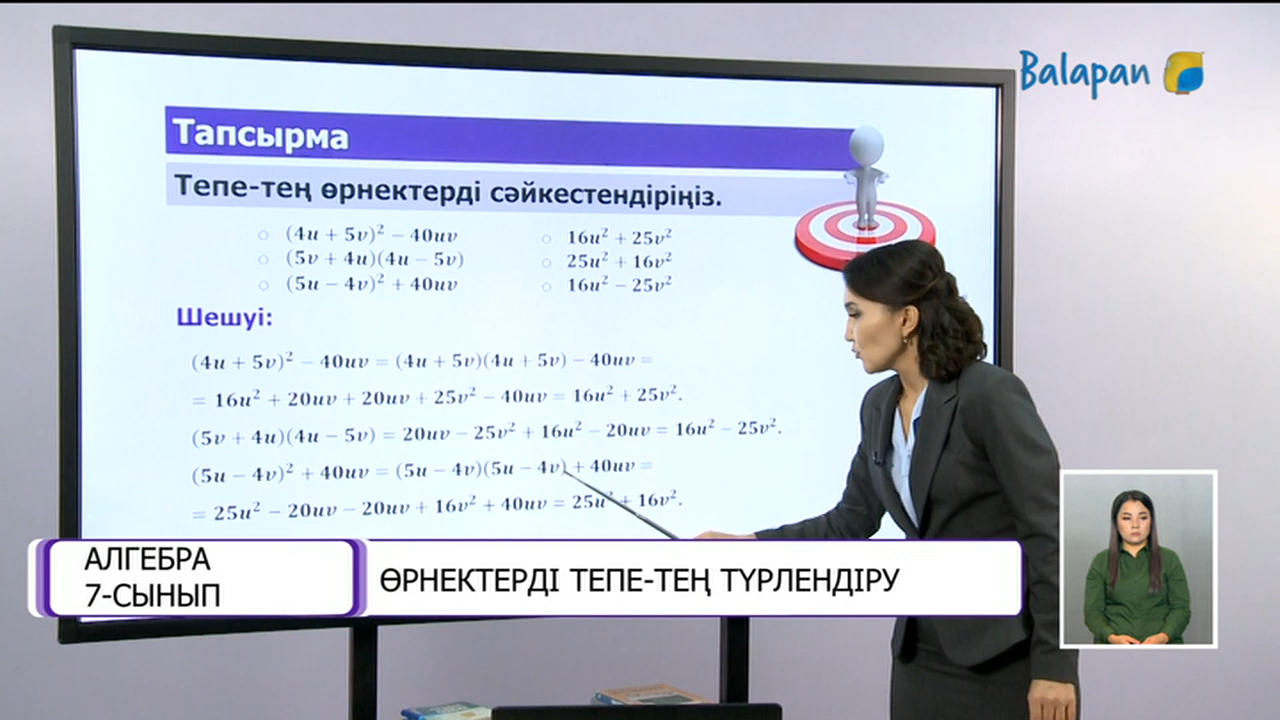 Balapan
Тапсырма
Тепе-тең өрнектерді сәйкестендіріңіз.
(4u + 5v)² − 40uv
16u² + 25v²
(5v + 4u)(4u − 5v)
25u² + 16v²
(5u − 4v)² + 40uv
16u² − 25v²
Шешуі:
(4u + 5v)² − 40uv = (4u + 5v)(4u + 5v) − 40uv =
= 16u² + 20uv + 20uv + 25v² − 40uv = 16u² + 25v².
(5v + 4u)(4u − 5v) = 20uv − 25v² + 16u² − 20uv = 16u² − 25v².
(5u − 4v)² + 40uv = (5u − 4v)(5u − 4v) + 40uv =
= 25u² − 20uv − 20uv + 16v² + 40uv = 25u² + 16v².
АЛГЕБРА
7-СЫНЫП
ӨРНЕКТЕРДІ ТЕПЕ-ТЕҢ ТҮРЛЕНДІРУ